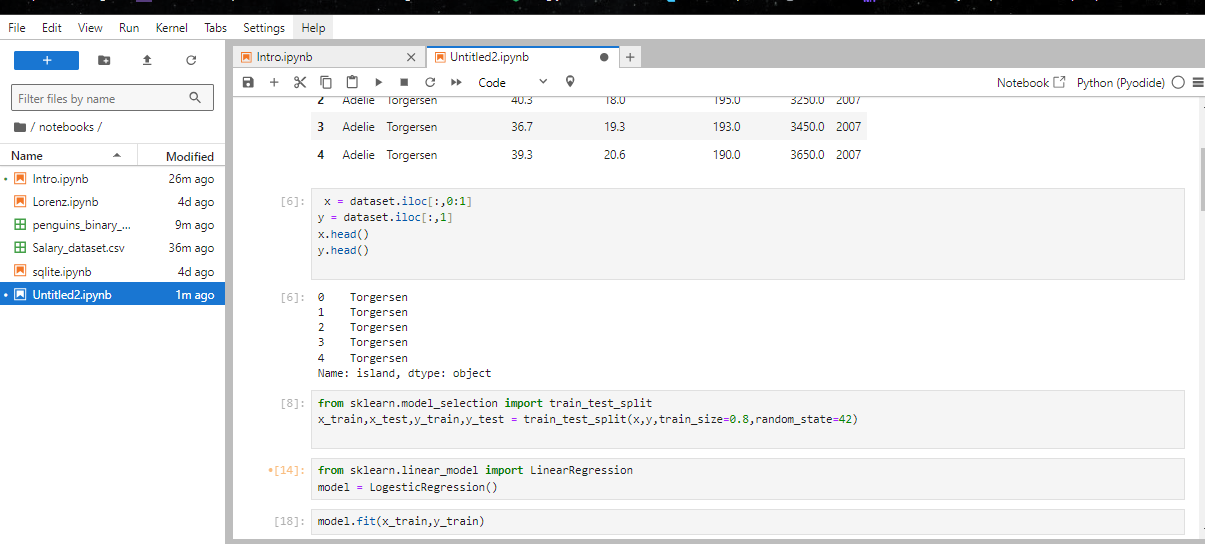 File Edit View Run Kernel Tabs Settings Help
+
Filter files by name
/ notebooks /
Name Modified
Intro.ipynb 26m ago
Lorenz.ipynb 4d ago
penguins_binary_... 9m ago
Salary_dataset.csv 36m ago
sqlite.ipynb 4d ago
Untitled2.ipynb 1m ago
Intro.ipynb × Untitled2.ipynb +
Code Notebook Python (Pyodide)
2 Adelie Torgersen 40.3 18.0 195.0 3250.0 2007
3 Adelie Torgersen 36.7 19.3 193.0 3450.0 2007
4 Adelie Torgersen 39.3 20.6 190.0 3650.0 2007
[6]: x = dataset.iloc[:,0:1]
y = dataset.iloc[:,1]
x.head()
y.head()
[6]: 0 Torgersen
1 Torgersen
2 Torgersen
3 Torgersen
4 Torgersen
Name: island, dtype: object
[8]: from sklearn.model_selection import train_test_split
x_train,x_test,y_train,y_test = train_test_split(x,y,train_size=0.8,random_state=42)
[14]: from sklearn.linear_model import LinearRegression
model = LogesticRegression()
[18]: model.fit(x_train,y_train)